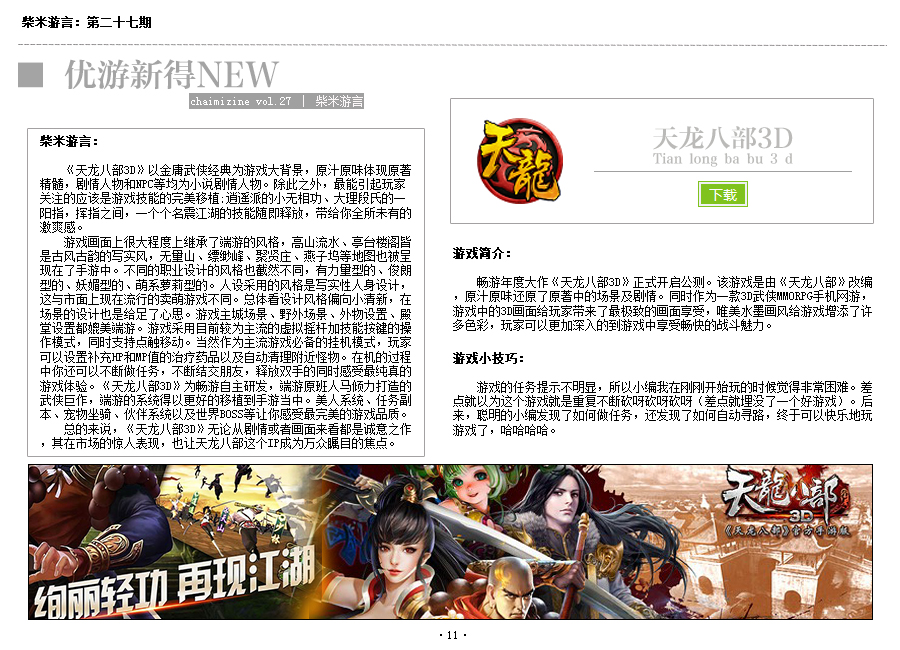 柴米游言：第二十七期
优游新得NEW
chaimizine vol.27 | 柴米游言
柴米游言：
《天龙八部3D》以金庸武侠经典为游戏大背景，原汁原味体现原著
精髓，剧情人物和NPC等均为小说剧情人物。除此之外，最能引起玩家
关注的应该是游戏技能的完美移植;逍遥派的小无相功、大理段氏的一
阳指，挥指之间，一个个名震江湖的技能随即释放，带给你全所未有的
激爽感。
游戏画面上很大程度上继承了端游的风格，高山流水、亭台楼阁皆
是古风古韵的写实风，无量山、缥缈峰、聚贤庄、燕子坞等地图也被呈
现在了手游中。不同的职业设计的风格也截然不同，有力量型的、俊朗
型的、妖媚型的、萌系萝莉型的。人设采用的风格是写实性人身设计，
这与市面上现在流行的卖萌游戏不同。总体看设计风格偏向小清新，在
场景的设计也是给足了心思。游戏主城场景、野外场景、外物设置、殿
堂设置都媲美端游。游戏采用目前较为主流的虚拟摇杆加技能按键的操
作模式，同时支持点触移动。当然作为主流游戏必备的挂机模式，玩家
可以设置补充HP和MP值的治疗药品以及自动清理附近怪物。在机的过程
中你还可以不断做任务，不断结交朋友，释放双手的同时感受最纯真的
游戏体验。《天龙八部3D》为畅游自主研发，端游原班人马倾力打造的
武侠巨作，端游的系统得以更好的移植到手游当中。美人系统、任务副
本、宠物坐骑、伙伴系统以及世界BOSS等让你感受最完美的游戏品质。
总的来说，《天龙八部3D》无论从剧情或者画面来看都是诚意之作
，其在市场的惊人表现，也让天龙八部这个IP成为万众瞩目的焦点。
天龍
天龙八部3D
Tian long ba bu 3 d
下载
游戏简介：
畅游年度大作《天龙八部3D》正式开启公测。该游戏是由《天龙八部》改编
，原汁原味还原了原著中的场景及剧情。同时作为一款3D武侠MMORPG手机网游，
游戏中的3D画面给玩家带来了最极致的画面享受，唯美水墨画风给游戏增添了许
多色彩，玩家可以更加深入的到游戏中享受畅快的战斗魅力。
游戏小技巧：
游戏的任务提示不明显，所以小编我在刚刚开始玩的时候觉得非常困难。差
点就以为这个游戏就是重复不断砍呀砍呀砍呀（差点就埋没了一个好游戏）。后
来，聪明的小编发现了如何做任务，还发现了如何自动寻路，终于可以快乐地玩
游戏了，哈哈哈哈。
绚丽轻功 再现江湖
天龍八部
3D
《天龙八部》官方手游版
· 11 ·